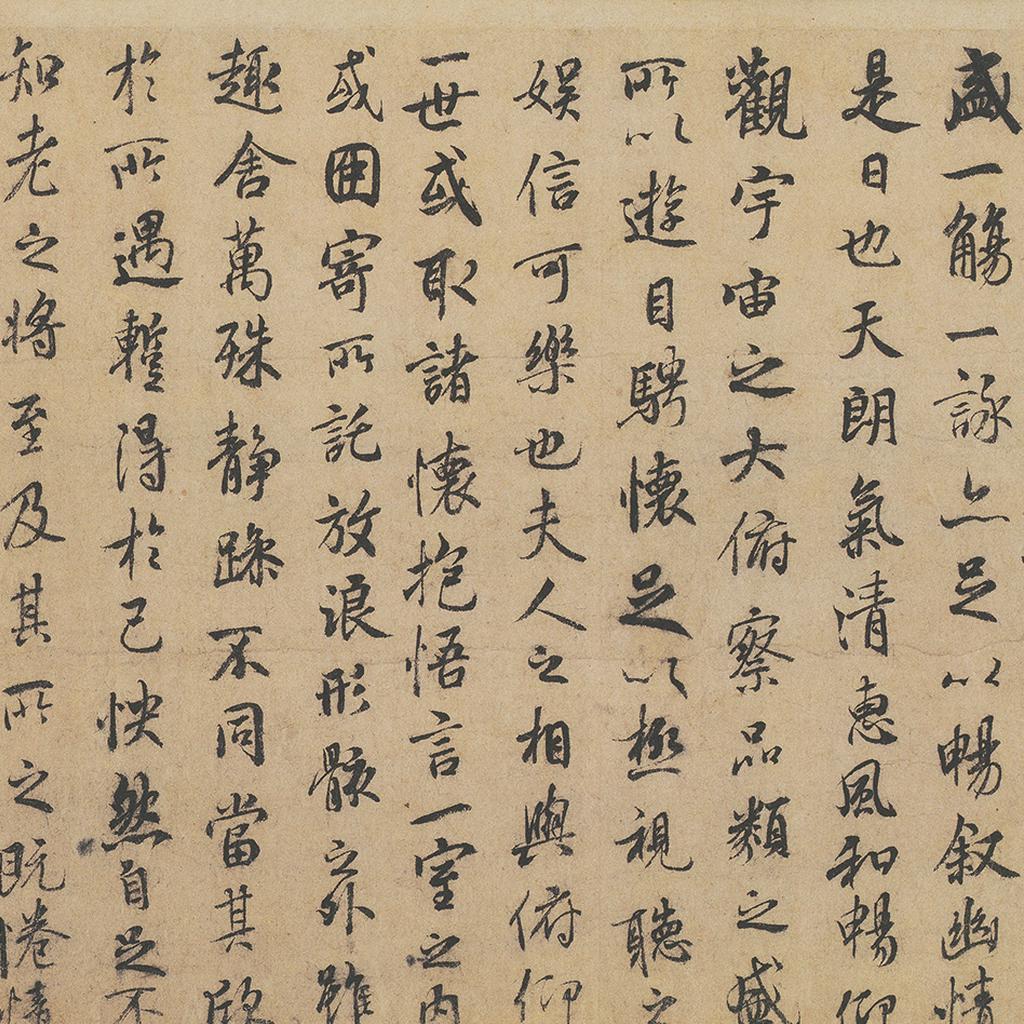 盛一觴一詠亦足以暢叙幽情
是日也天朗氣清惠風和暢仰
觀宇宙之大俯察品類之盛
所以遊目騁懷足以極視聽之
娛信可樂也夫人之相與俯仰
一世或取諸懷抱悟言一室之內
或因寄所託放浪形骸之外雖
趣舍萬殊靜躁不同當其欣
於所遇暫得於己怏然自足不
知老之將至及其所之既惓情